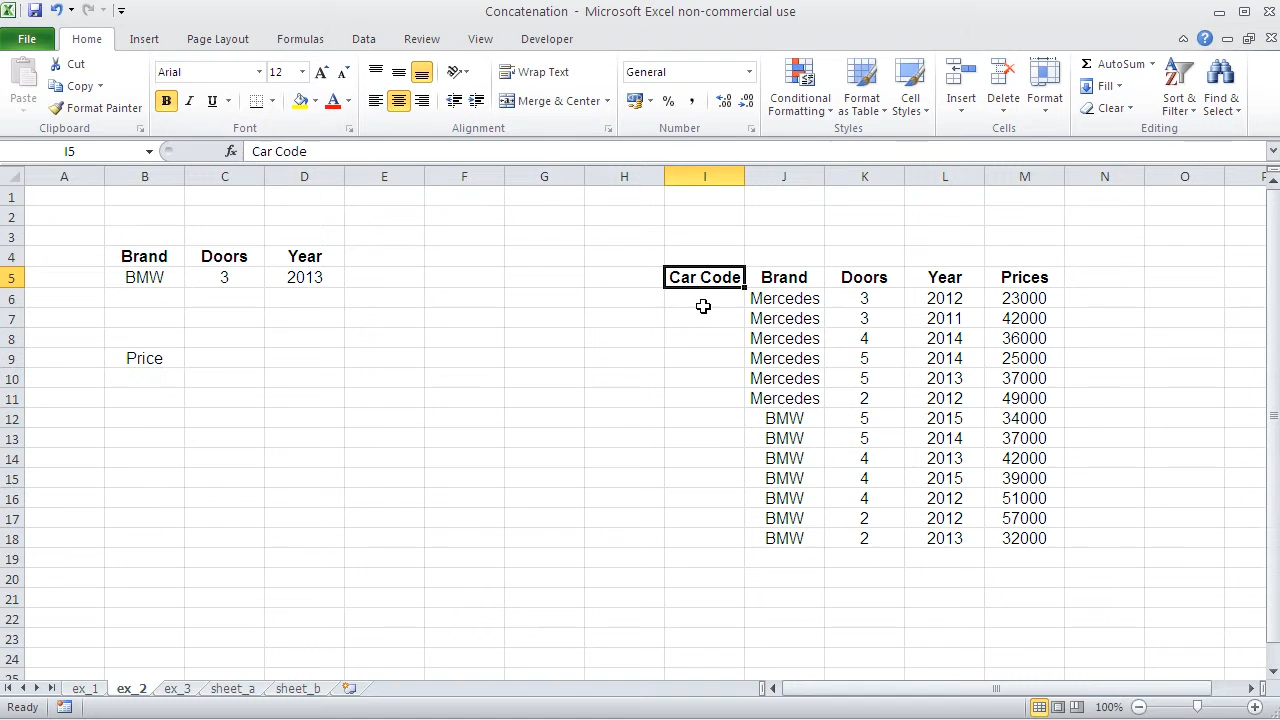 Concatenation - Microsoft Excel non-commercial use
File Home Insert Page Layout Formulas Data Review View Developer
Paste
Cut
Copy
Format Painter
Clipboard
Arial 12
B I U A
Font
Wrap Text
Merge & Center
Alignment
General
% ,
Number
Conditional Formatting
Format as Table
Cell Styles
Styles
Insert
Delete
Format
Cells
Σ AutoSum
Fill
Clear
Sort & Filter
Find & Select
Editing
I5 fx Car Code
A B C D E F G H I J K L M N O P
1
2
3
4 Brand Doors Year
5 BMW 3 2013 Car Code Brand Doors Year Prices
6 Mercedes 3 2012 23000
7 Mercedes 3 2011 42000
8 Mercedes 4 2014 36000
9 Price Mercedes 5 2014 25000
10 Mercedes 5 2013 37000
11 Mercedes 2 2012 49000
12 BMW 5 2015 34000
13 BMW 5 2014 37000
14 BMW 4 2013 42000
15 BMW 4 2015 39000
16 BMW 4 2012 51000
17 BMW 2 2012 57000
18 BMW 2 2013 32000
19
20
21
22
23
24
25
ex_1 ex_2 ex_3 sheet_a sheet_b
Ready 100%